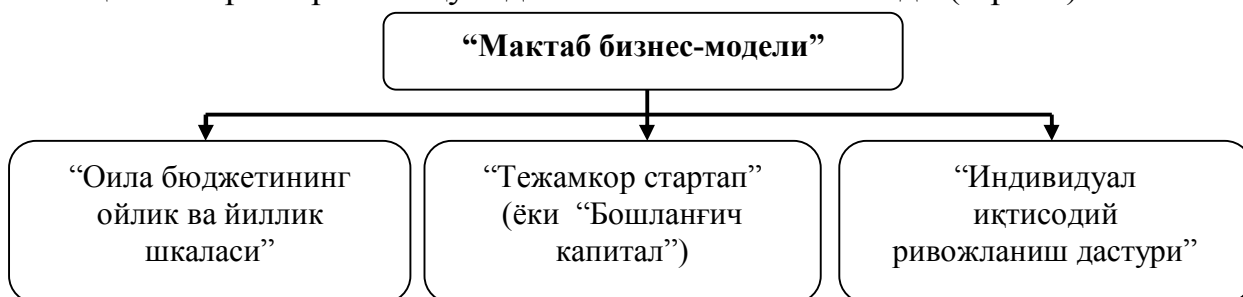 “Мактаб бизнес-модели”
“Оила бюджетининг
ойлик ва йиллик
шкаласи”
“Тежамкор стартап”
(ёки “Бошланғич
капитал”)
“Индивидуал
иқтисодий
ривожланиш дастури”